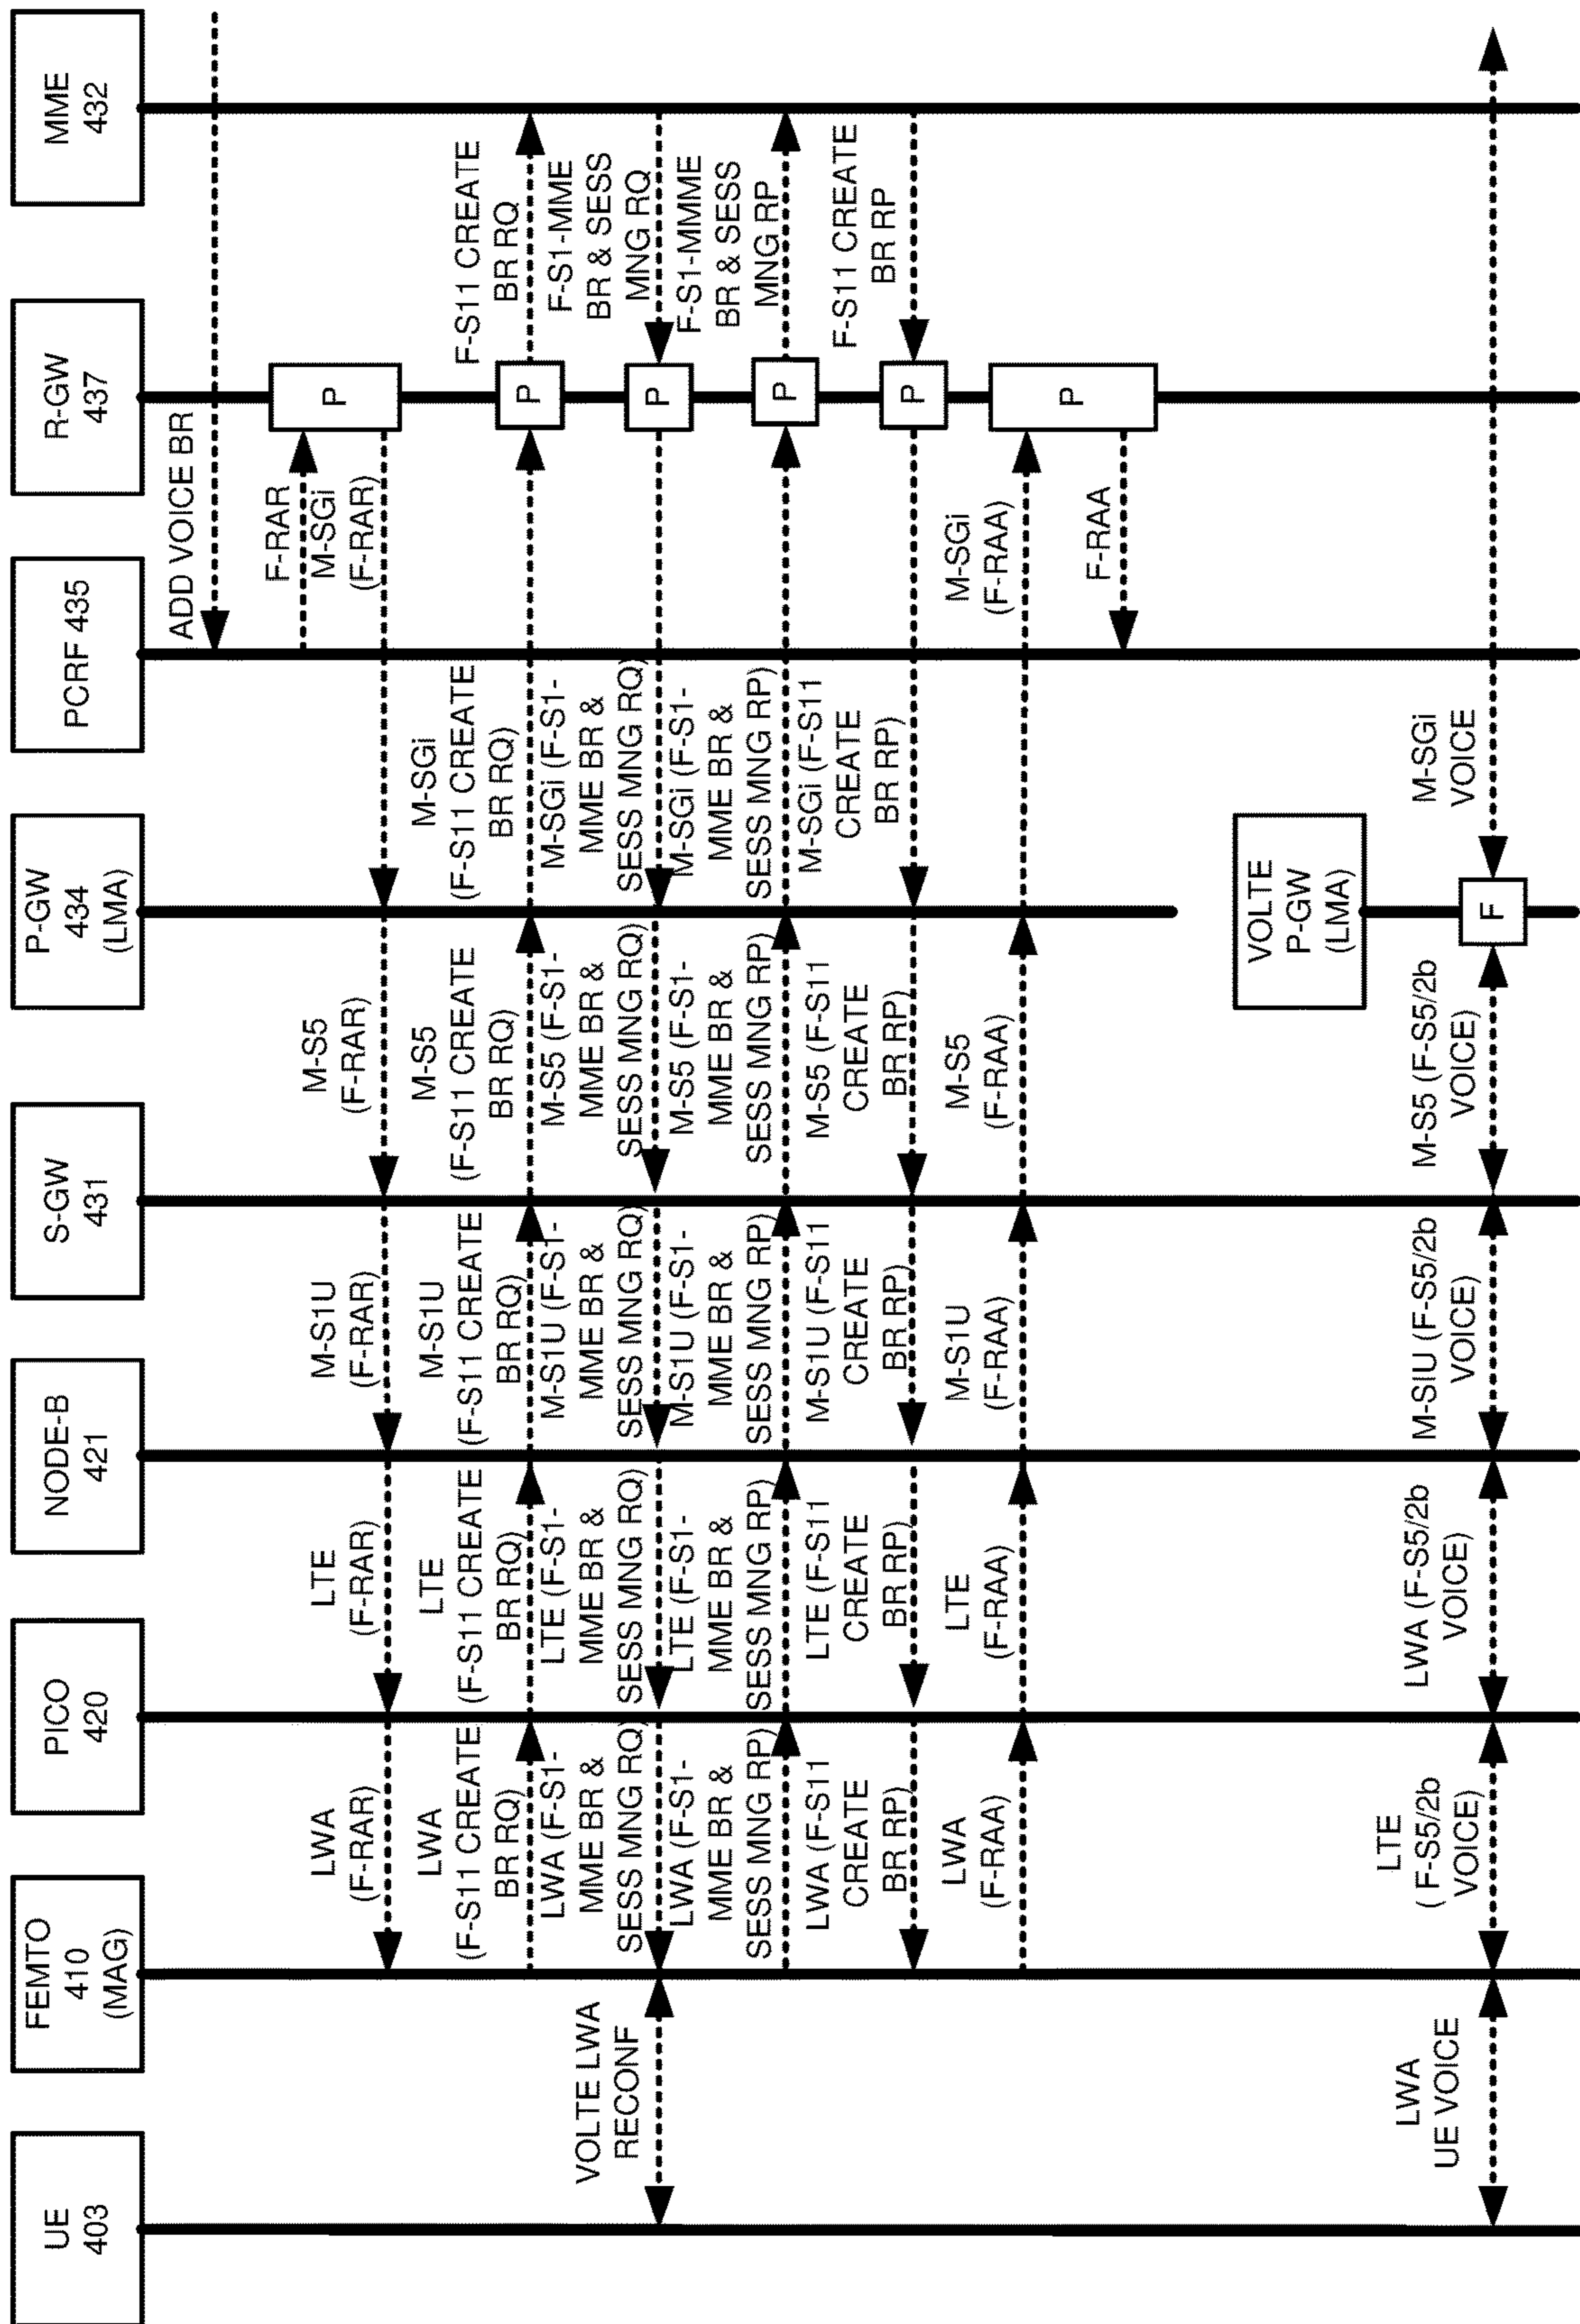 UE
403
FEMTO
410
(MAG)
PICO
420
NODE-B
421
S-GW
431
P-GW
434
(LMA)
PCRF 435
R-GW
437
MME
432
ADD VOICE BR
F-RAR
LWA
(F-RAR)
LTE
(F-RAR)
M-S1U
(F-RAR)
M-S5
(F-RAR)
M-SGi
(F-RAR)
P
LWA
(F-S11 CREATE
BR RQ)
LTE
(F-S11 CREATE
BR RQ)
M-S1U
(F-S11 CREATE
BR RQ)
M-S5
(F-S11 CREATE
BR RQ)
M-SGi
(F-S11 CREATE
BR RQ)
P
F-S11 CREATE
BR RQ
VOLTE LWA
RECONF
LWA (F-S1-
MME BR &
SESS MNG RQ)
LTE (F-S1-
MME BR &
SESS MNG RQ)
M-S1U (F-S1-
MME BR &
SESS MNG RQ)
M-S5 (F-S1-
MME BR &
SESS MNG RQ)
M-SGi (F-S1-
MME BR &
SESS MNG RQ)
P
F-S1-MME
BR & SESS
MNG RQ
LWA (F-S1-
MME BR &
SESS MNG RP)
LTE (F-S1-
MME BR &
SESS MNG RP)
M-S1U (F-S1-
MME BR &
SESS MNG RP)
M-S5 (F-S1-
MME BR &
SESS MNG RP)
M-SGi (F-S1-
MME BR &
SESS MNG RP)
P
F-S1-MMME
BR & SESS
MNG RP
LWA (F-S11
CREATE
BR RP)
LTE (F-S11
CREATE
BR RP)
M-S1U (F-S11
CREATE
BR RP)
M-S5 (F-S11
CREATE
BR RP)
M-SGi (F-S11
CREATE
BR RP)
P
F-S11 CREATE
BR RP
LWA
(F-RAA)
LTE
(F-RAA)
M-S1U
(F-RAA)
M-S5
(F-RAA)
M-SGi
(F-RAA)
P
F-RAA
VOLTE
P-GW
(LMA)
LWA
UE VOICE
LTE
( F-S5/2b
VOICE)
LWA (F-S5/2b
VOICE)
M-SIU (F-S5/2b
VOICE)
M-S5 (F-S5/2b
VOICE)
F
M-SGi
VOICE